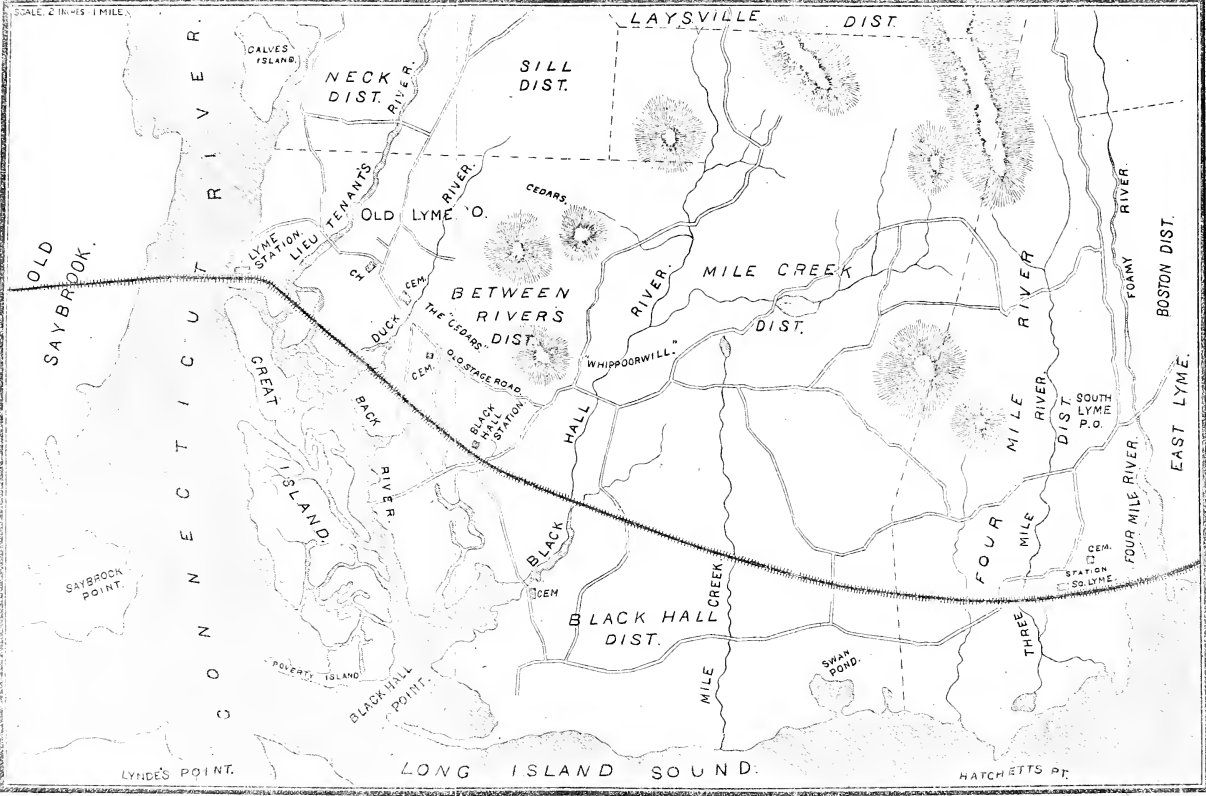 SCALE. 2 INCHES 1 MILE.
LAYSVILLE DIST.
CALVES
ISLAND.
NECK
DIST.
SILL
DIST.
CONNECTICUT RIVER
LIEU TENANT'S RIVER.
OLD LYME P.O.
DUCK RIVER.
CEDARS.
OLD
SAYBROOK.
LYME
STATION.
CH
CEM.
BETWEEN
RIVERS
DIST.
THE "CEDARS."
OLD STAGE ROAD.
CEM.
BLACK
HALL
STATION.
BLACK HALL RIVER.
"WHIPPOORWILL."
MILE CREEK
DIST.
FOUR MILE RIVER
DIST.
FOAMY RIVER.
BOSTON DIST.
SOUTH
LYME
P.O.
EAST LYME.
FOUR MILE RIVER
THREE MILE RIVER.
GREAT
ISLAND.
BACK RIVER.
SAYBROOK
POINT.
CEM
CEM.
STATION
SO. LYME.
BLACK HALL
DIST.
MILE CREEK
SWAN
POND.
POVERTY ISLAND
BLACK HALL
POINT.
LYNDE'S POINT.
LONG ISLAND SOUND.
HATCHETTS PT.